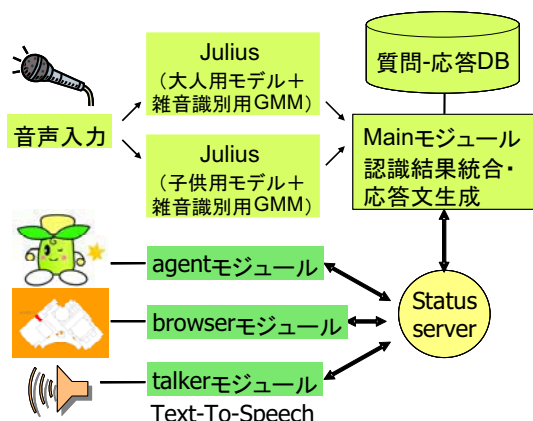 Julius
(大人用モデル+
雑音識別用GMM)
質問-応答DB
音声入力
Julius
(子供用モデル+
雑音識別用GMM)
Mainモジュール
認識結果統合・
応答文生成
agentモジュール
browserモジュール
talkerモジュール
Text-To-Speech
Status
server